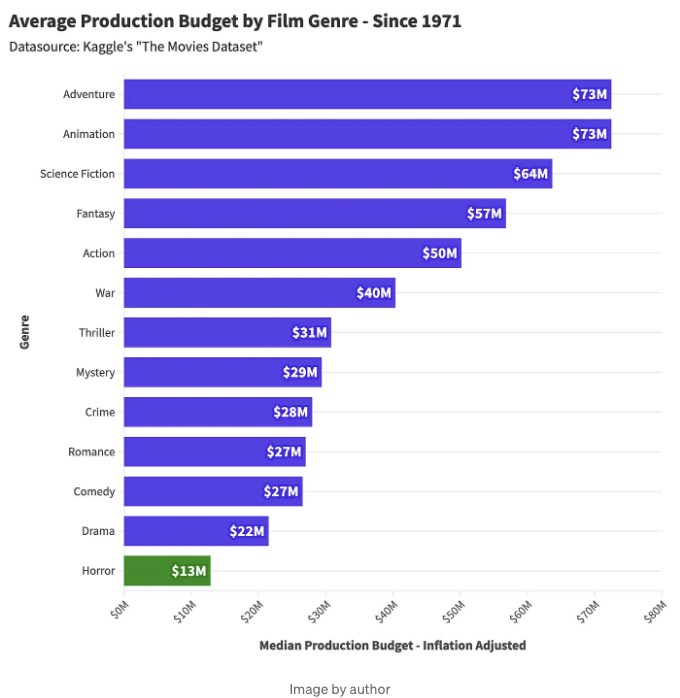 Average Production Budget by Film Genre - Since 1971
Datasource: Kaggle's "The Movies Dataset"
Genre
Adventure $73M
Animation $73M
Science Fiction $64M
Fantasy $57M
Action $50M
War $40M
Thriller $31M
Mystery $29M
Crime $28M
Romance $27M
Comedy $27M
Drama $22M
Horror $13M
$0M $10M $20M $30M $40M $50M $60M $70M $80M
Median Production Budget - Inflation Adjusted
Image by author